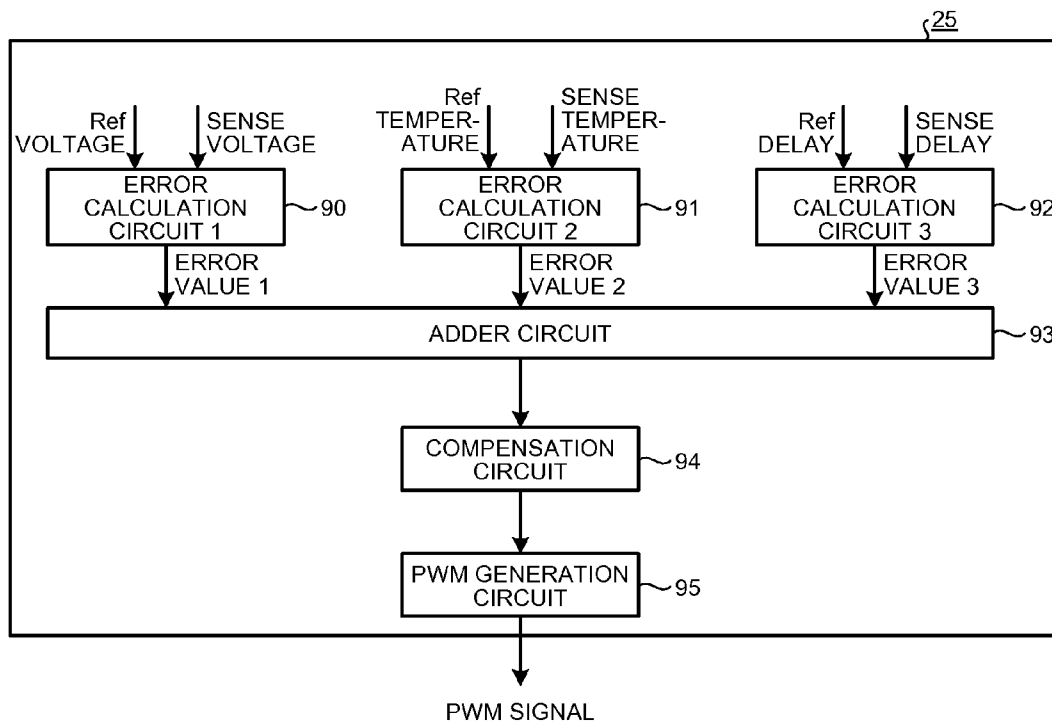 25
Ref
VOLTAGE
SENSE
VOLTAGE
Ref
TEMPER-
ATURE
SENSE
TEMPER-
ATURE
Ref
DELAY
SENSE
DELAY
ERROR
CALCULATION
CIRCUIT 1
90
ERROR
CALCULATION
CIRCUIT 2
91
ERROR
CALCULATION
CIRCUIT 3
92
ERROR
VALUE 1
ERROR
VALUE 2
ERROR
VALUE 3
ADDER CIRCUIT
93
COMPENSATION
CIRCUIT
94
PWM GENERATION
CIRCUIT
95
PWM SIGNAL